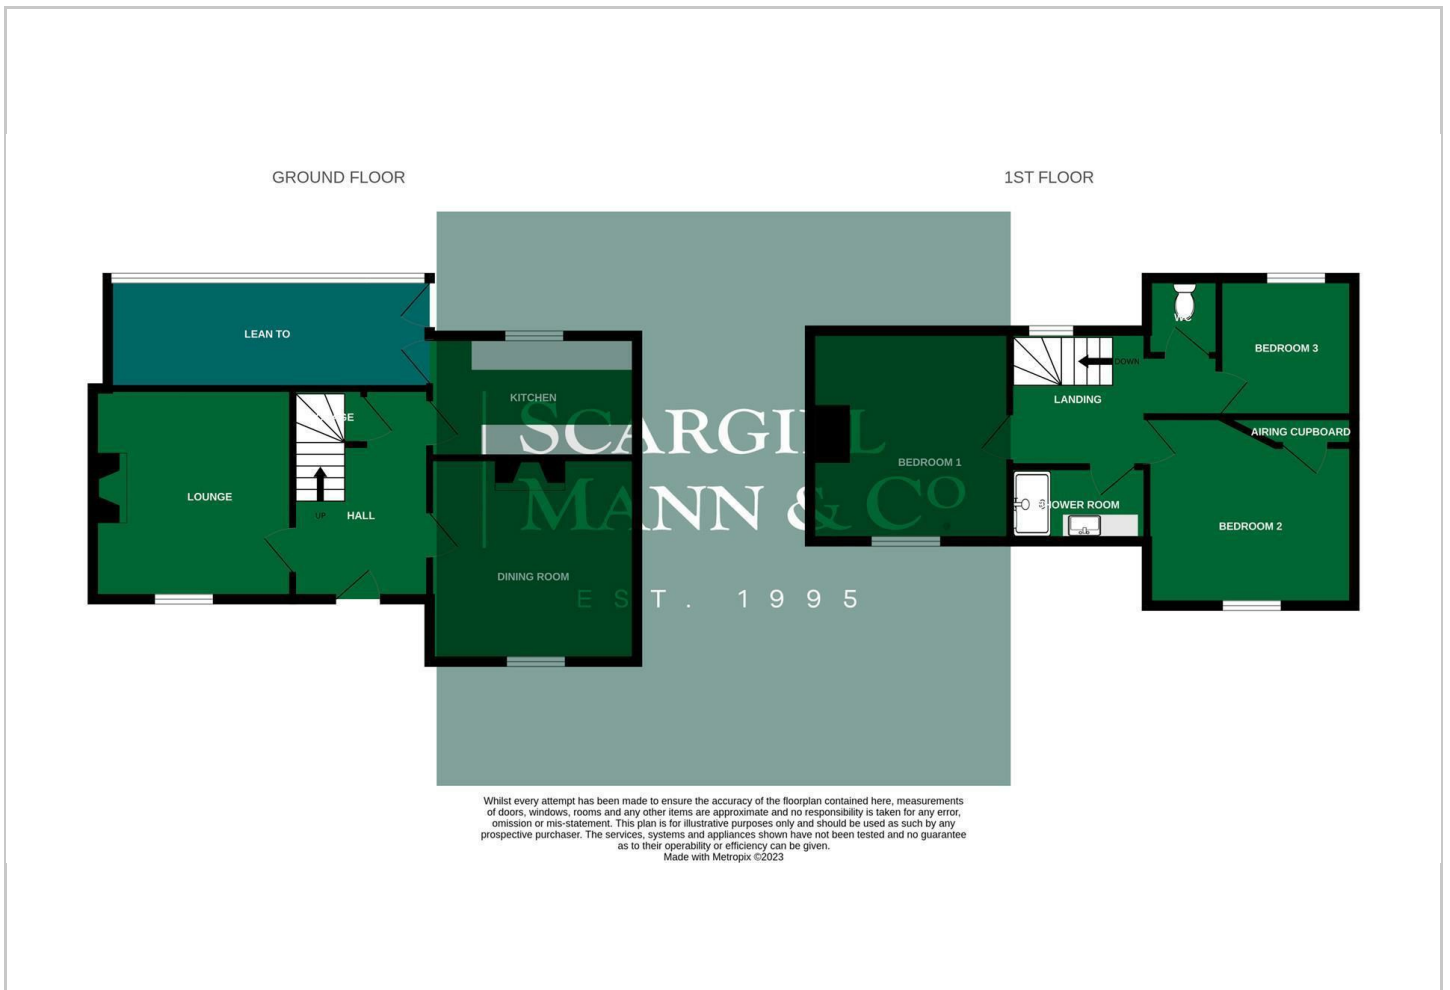 GROUND FLOOR
1ST FLOOR
LEAN TO
KITCHEN
LOUNGE
UP
HALL
DINING ROOM
WC
BEDROOM 3
DOWN
LANDING
AIRING CUPBOARD
BEDROOM 1
SHOWER ROOM
BEDROOM 2
SCARGILL
MANN & CO
EST. 1995
Whilst every attempt has been made to ensure the accuracy of the floorplan contained here, measurements
of doors, windows, rooms and any other items are approximate and no responsibility is taken for any error,
omission or mis-statement. This plan is for illustrative purposes only and should be used as such by any
prospective purchaser. The services, systems and appliances shown have not been tested and no guarantee
as to their operability or efficiency can be given.
Made with Metropix ©2023